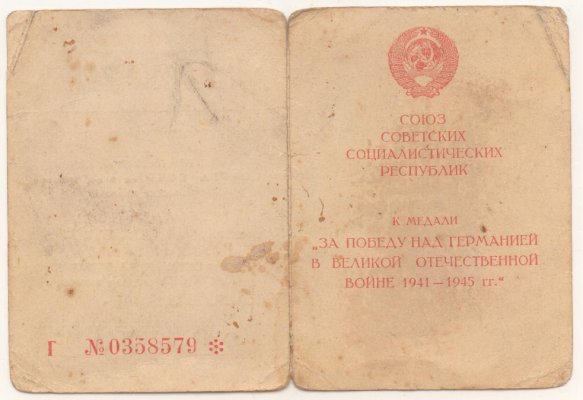 Г №0358579
СОЮЗ
СОВЕТСКИХ
СОЦИАЛИСТИЧЕСКИХ
РЕСПУБЛИК
К МЕДАЛИ
„ЗА ПОБЕДУ НАД ГЕРМАНИЕЙ
В ВЕЛИКОЙ ОТЕЧЕСТВЕННОЙ
ВОЙНЕ 1941—1945 гг.“